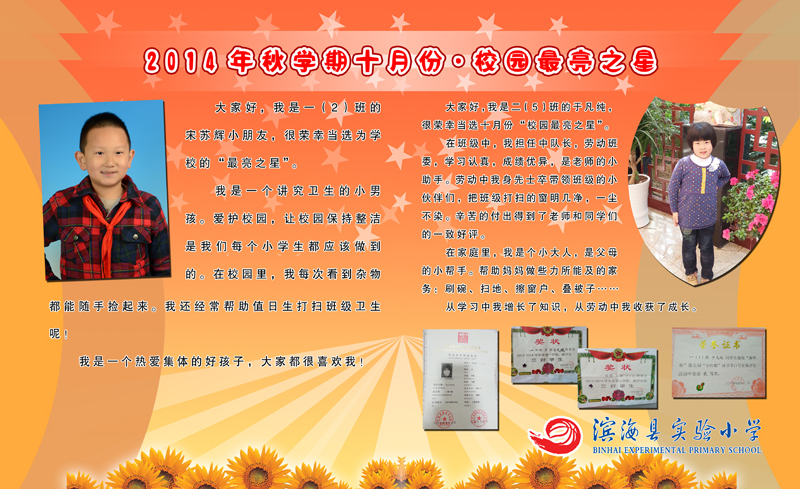 2014年秋学期十月份·校园最亮之星
大家好，我是一（2）班的
宋苏辉小朋友，很荣幸当选为学
校的“最亮之星”。
我是一个讲究卫生的小男
孩。爱护校园，让校园保持整洁
是我们每个小学生都应该做到
的。在校园里，我每次看到杂物
都能随手捡起来。我还经常帮助值日生打扫班级卫生
呢！
我是一个热爱集体的好孩子，大家都很喜欢我！
大家好，我是二（5）班的于凡纯，
很荣幸当选十月份“校园最亮之星”。
在班级中，我担任中队长，劳动班
委，学习认真，成绩优异，是老师的小
助手。劳动中我身先士卒带领班级的小
伙伴们，把班级打扫的窗明几净，一尘
不染。辛苦的付出得到了老师和同学们
的一致好评。
在家庭里，我是个小大人，是父母
的小帮手。帮助妈妈做些力所能及的家
务：刷碗、扫地、擦窗户、叠被子……
从学习中我增长了知识，从劳动中我收获了成长。
奖状
奖状
荣誉证书
滨海县实验小学
BINHAI EXPERIMENTAL PRIMARY SCHOOL